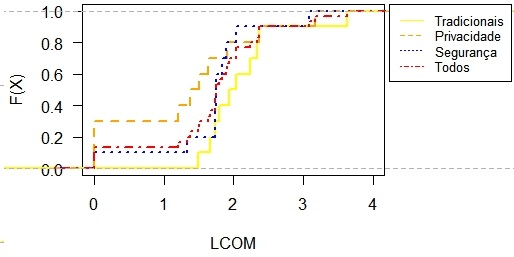 1.0
0.8
0.6
0.4
0.2
0.0
F(X)
0 1 2 3 4
LCOM
Tradicionais
Privacidade
Segurança
Todos